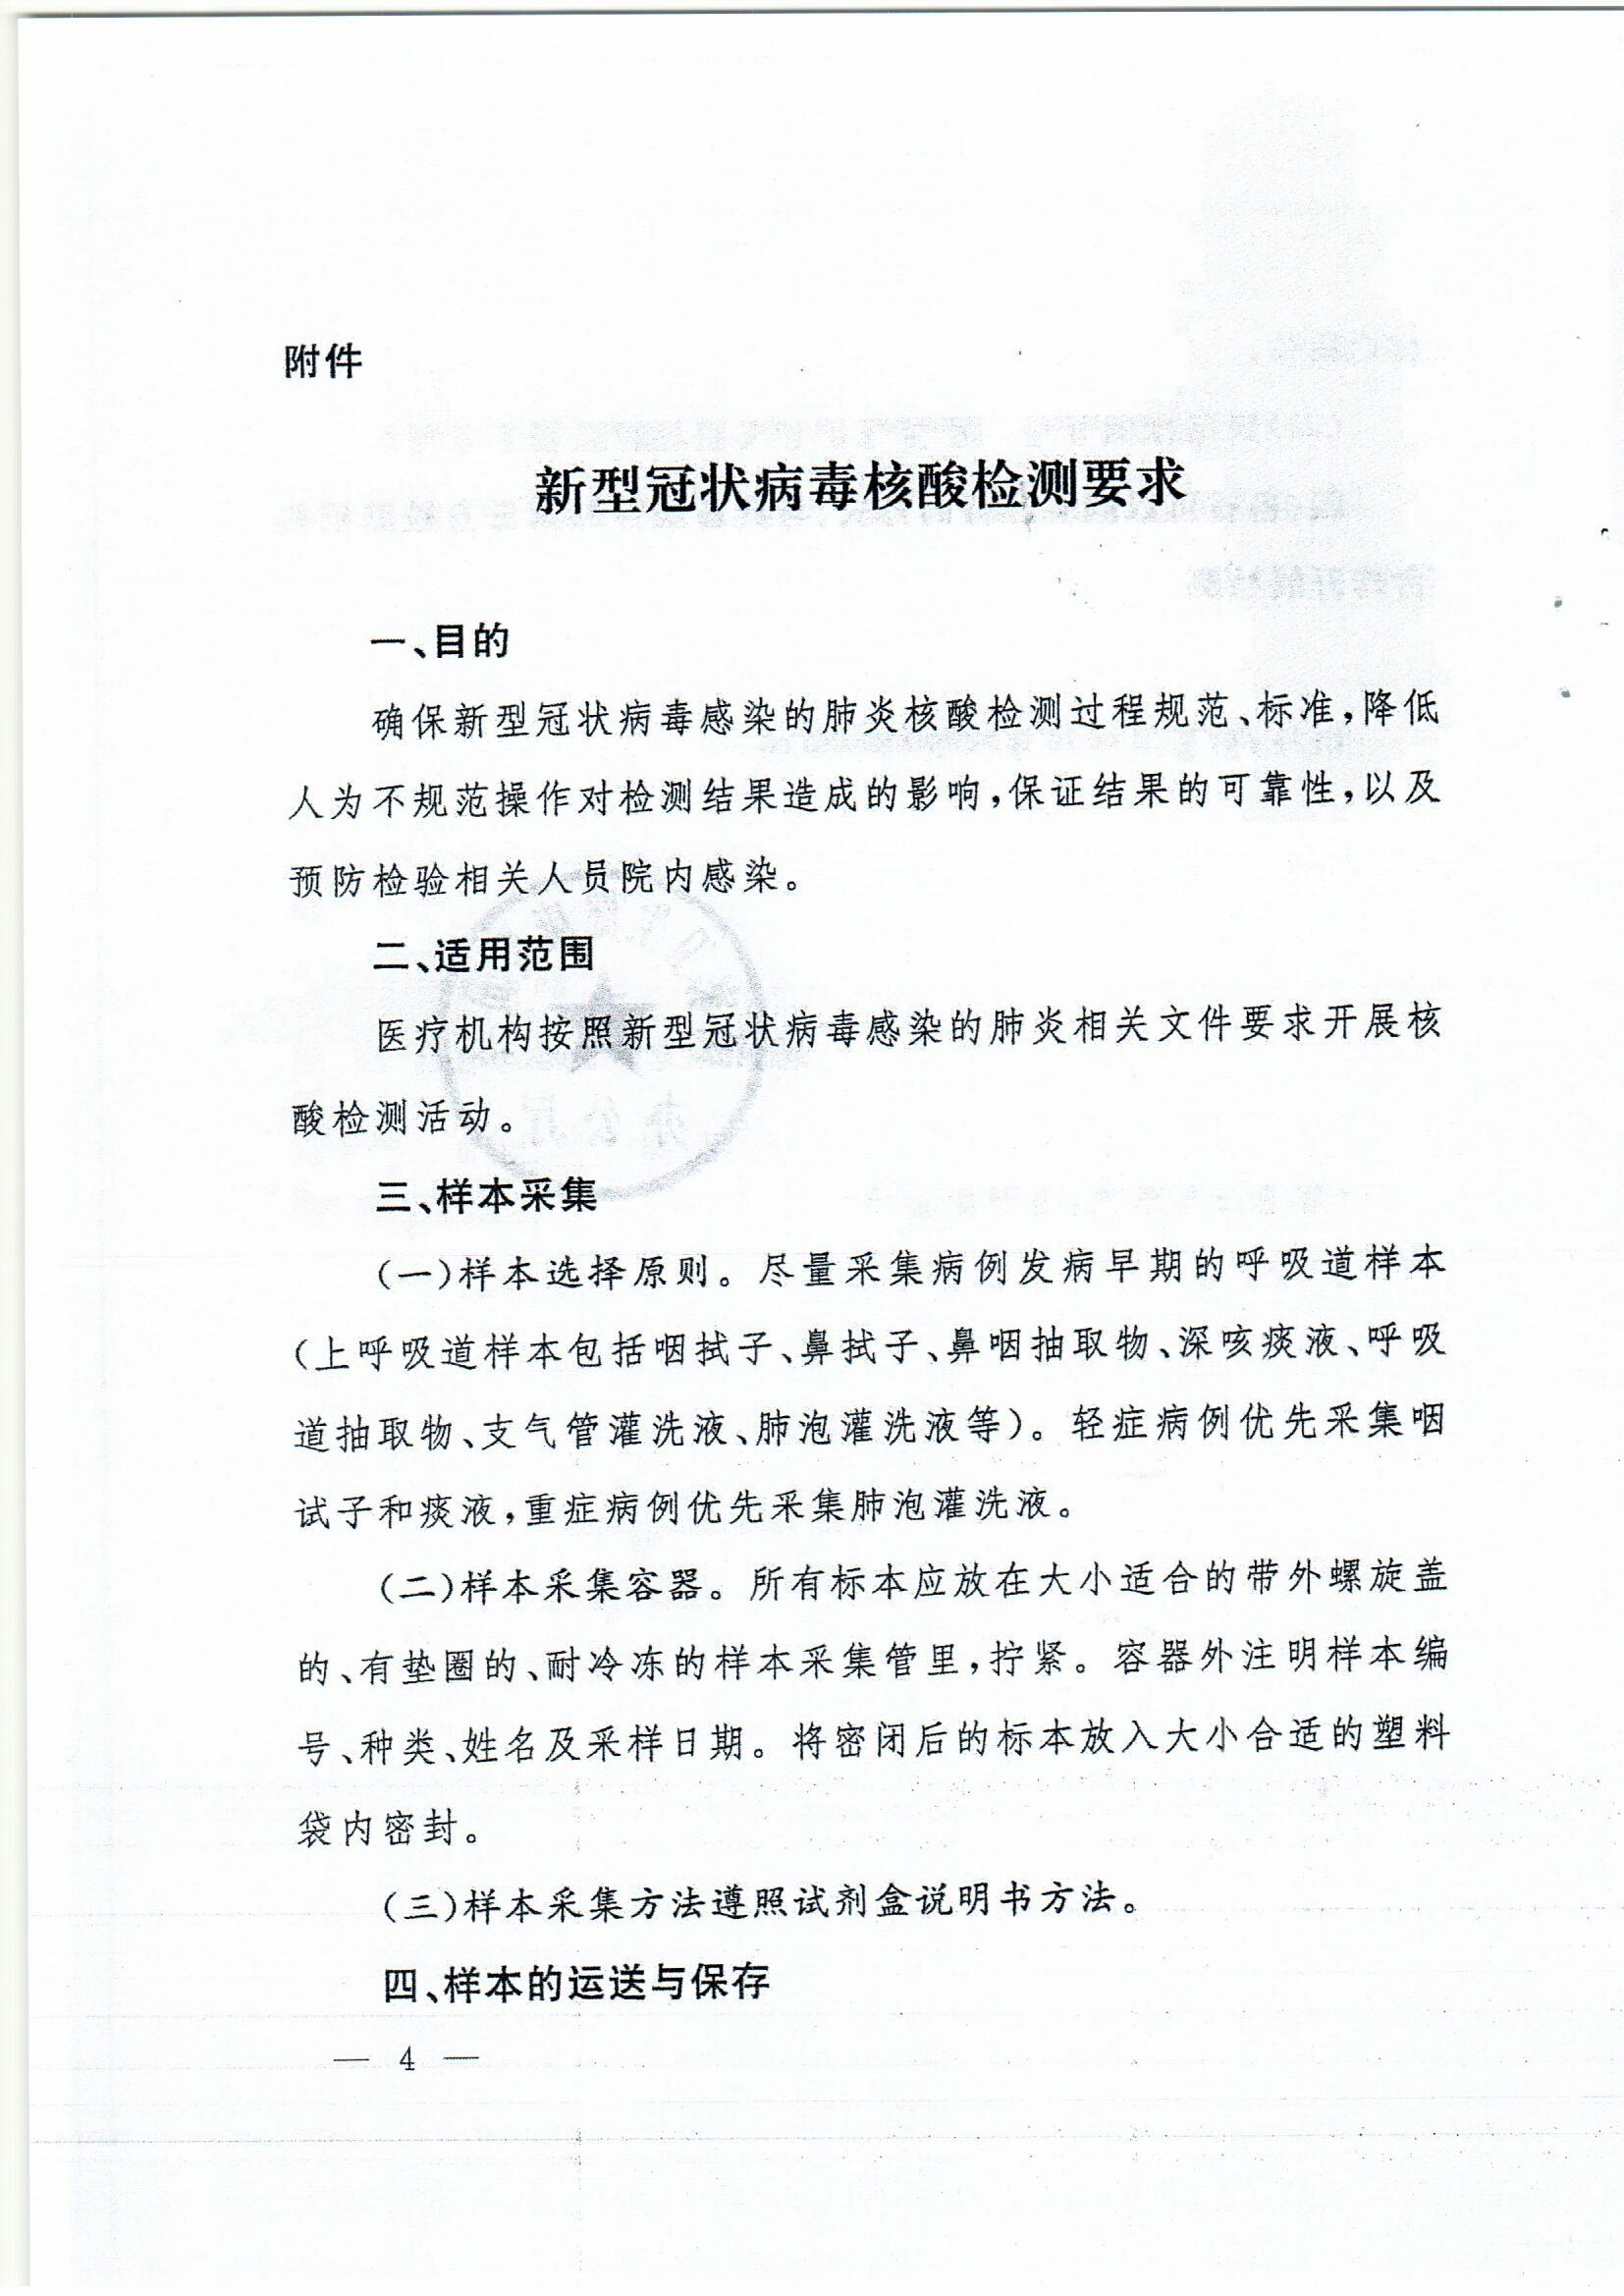 附件
新型冠状病毒核酸检测要求
一、目的
确保新型冠状病毒感染的肺炎核酸检测过程规范、标准,降低
人为不规范操作对检测结果造成的影响,保证结果的可靠性,以及
预防检验相关人员院内感染。
二、适用范围
医疗机构按照新型冠状病毒感染的肺炎相关文件要求开展核
酸检测活动。
三、样本采集
(一)样本选择原则。尽量采集病例发病早期的呼吸道样本
(上呼吸道样本包括咽拭子、鼻拭子、鼻咽抽取物、深咳痰液、呼吸
道抽取物、支气管灌洗液、肺泡灌洗液等)。轻症病例优先采集咽
试子和痰液,重症病例优先采集肺泡灌洗液。
(二)样本采集容器。所有标本应放在大小适合的带外螺旋盖
的、有垫圈的、耐冷冻的样本采集管里,拧紧。容器外注明样本编
号、种类、姓名及采样日期。将密闭后的标本放入大小合适的塑料
袋内密封。
(三)样本采集方法遵照试剂盒说明书方法。
四、样本的运送与保存
— 4 —